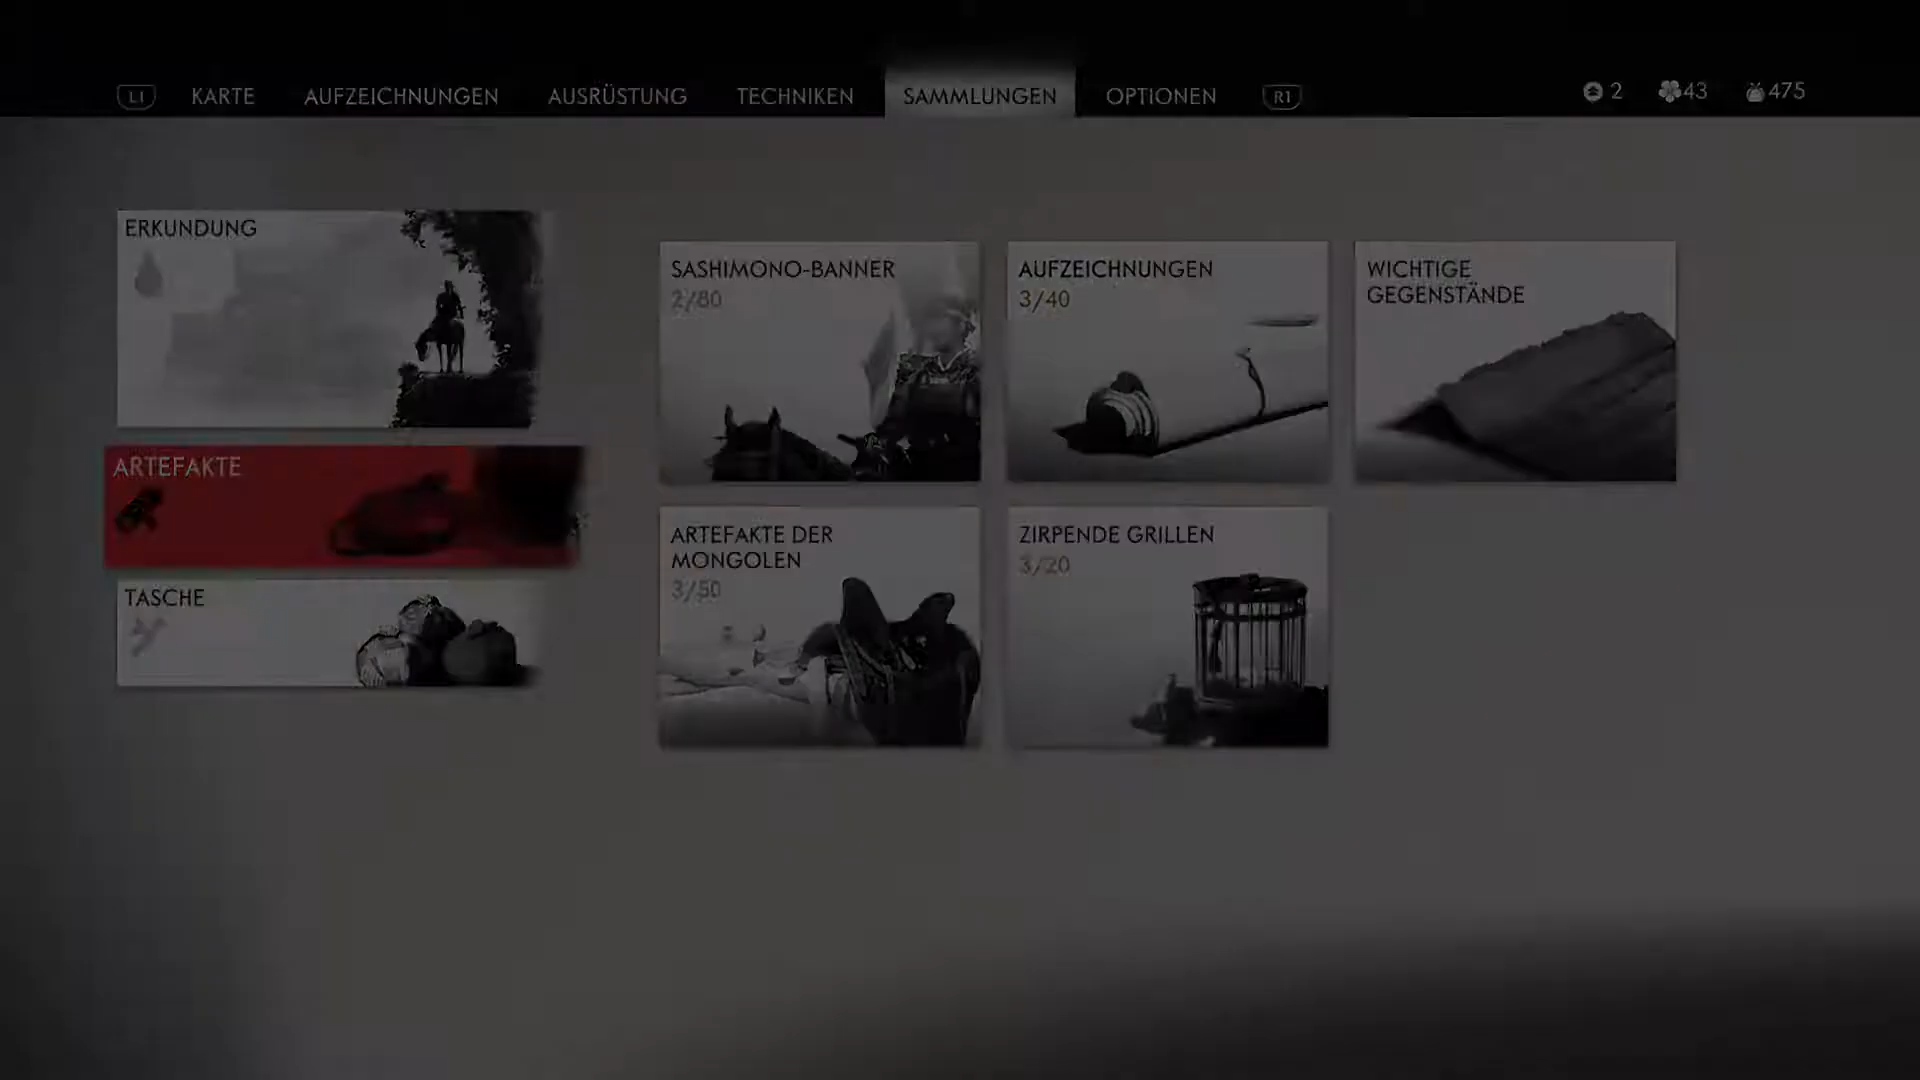 L1 KARTE AUFZEICHNUNGEN AUSRÜSTUNG TECHNIKEN SAMMLUNGEN OPTIONEN R1 2 43 475
ERKUNDUNG
ARTEFAKTE
TASCHE
SASHIMONO-BANNER
2/80
AUFZEICHNUNGEN
3/40
WICHTIGE
GEGENSTÄNDE
ARTEFAKTE DER
MONGOLEN
3/50
ZIRPENDE GRILLEN
3/20